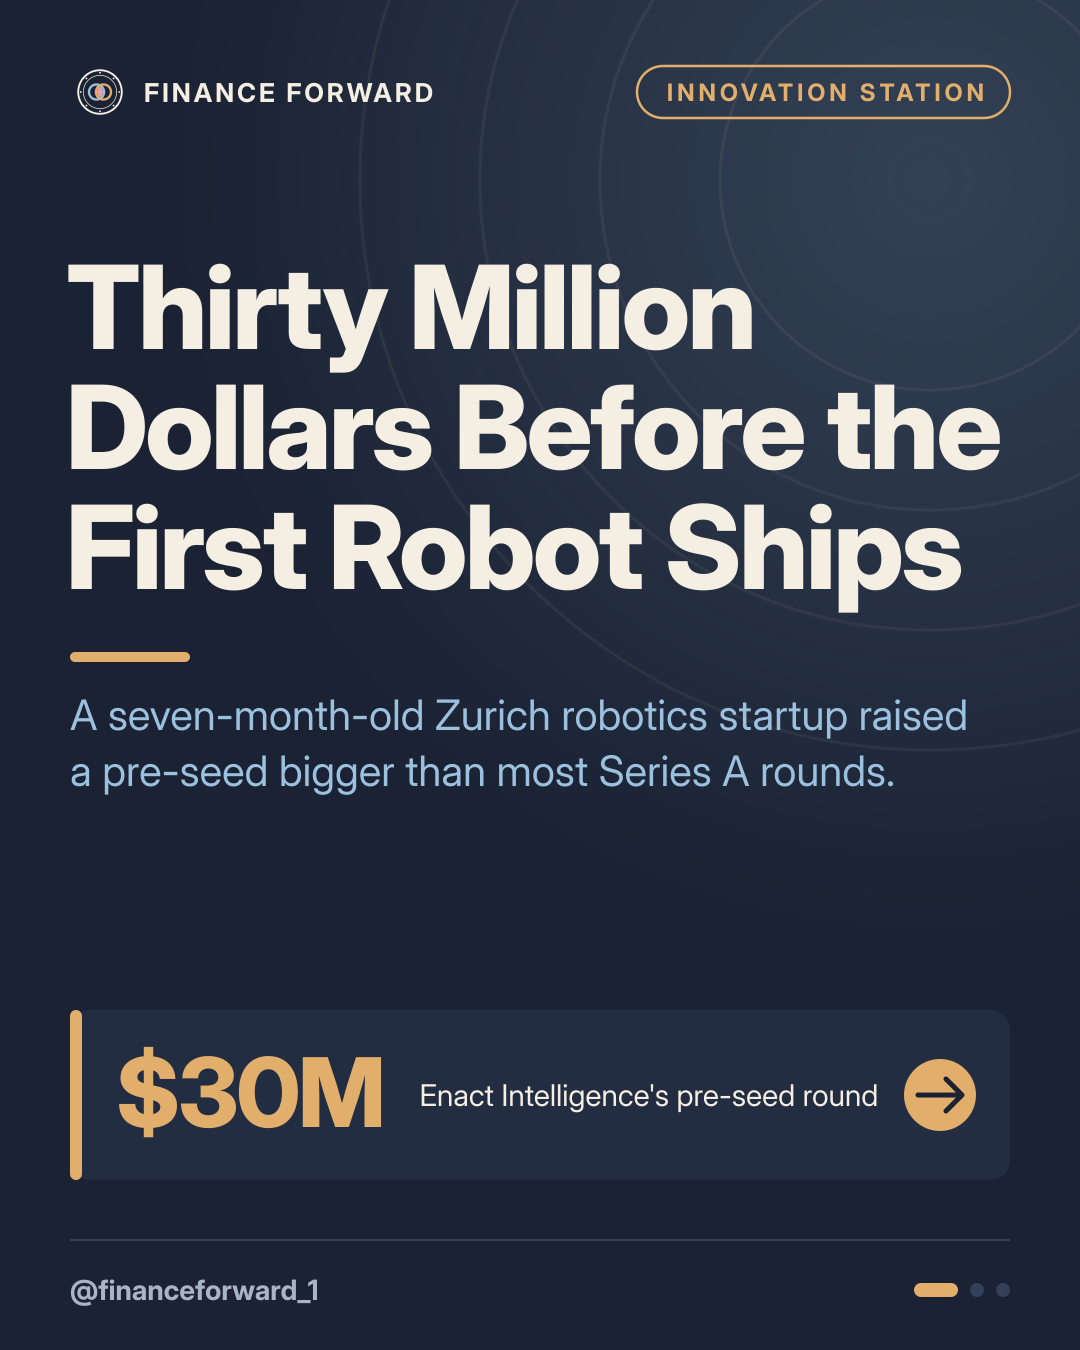 FINANCE FORWARD
INNOVATION STATION
Thirty Million
Dollars Before the
First Robot Ships
A seven-month-old Zurich robotics startup raised
a pre-seed bigger than most Series A rounds.
$30M
Enact Intelligence's pre-seed round
@financeforward_1